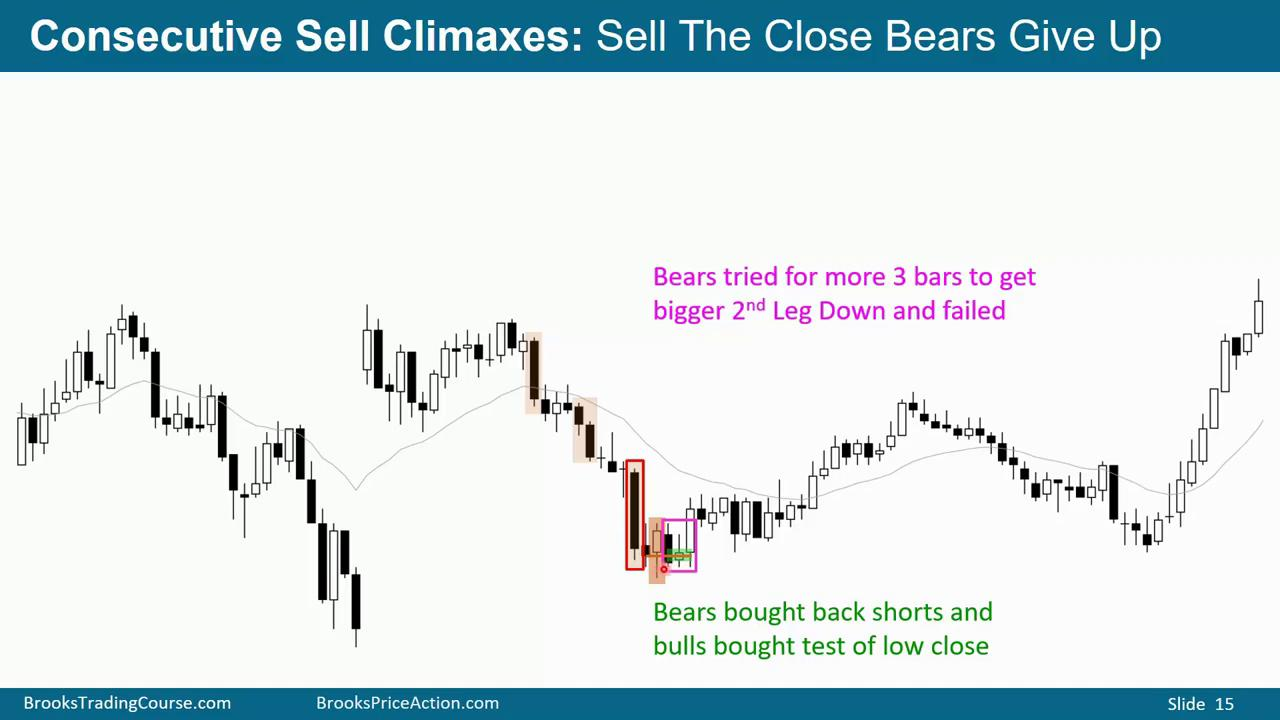 Consecutive Sell Climaxes: Sell The Close Bears Give Up
Bears tried for more 3 bars to get
bigger 2nd Leg Down and failed
Bears bought back shorts and
bulls bought test of low close
BrooksTradingCourse.com
BrooksPriceAction.com
Slide 15